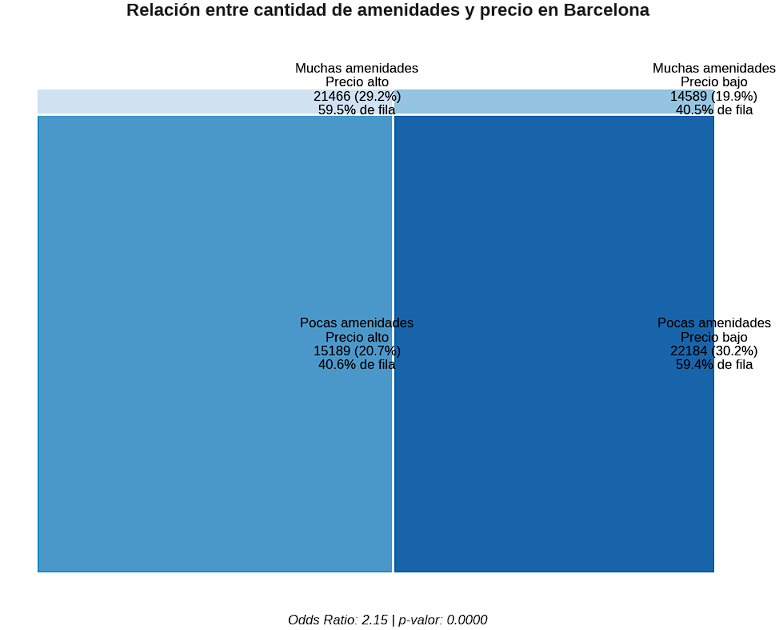 Relación entre cantidad de amenidades y precio en Barcelona
Muchas amenidades
Precio alto
21466 (29.2%)
59.5% de fila
Muchas amenidades
Precio bajo
14589 (19.9%)
40.5% de fila
Pocas amenidades
Precio alto
15189 (20.7%)
40.6% de fila
Pocas amenidades
Precio bajo
22184 (30.2%)
59.4% de fila
Odds Ratio: 2.15 | p-valor: 0.0000